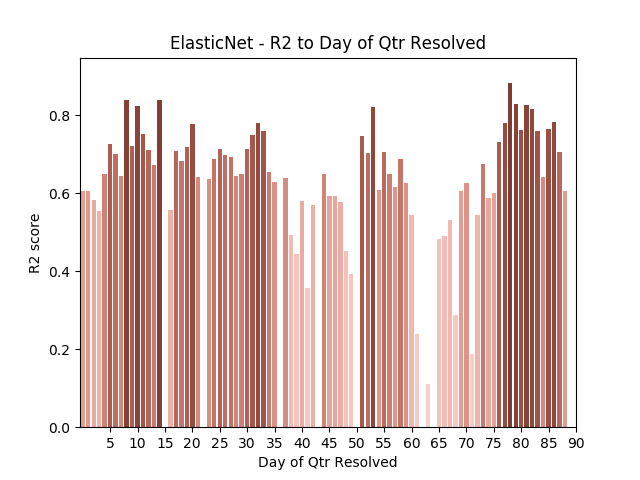 ElasticNet - R2 to Day of Qtr Resolved
R2 score
0.8
0.6
0.4
0.2
0.0
5 10 15 20 25 30 35 40 45 50 55 60 65 70 75 80 85 90
Day of Qtr Resolved